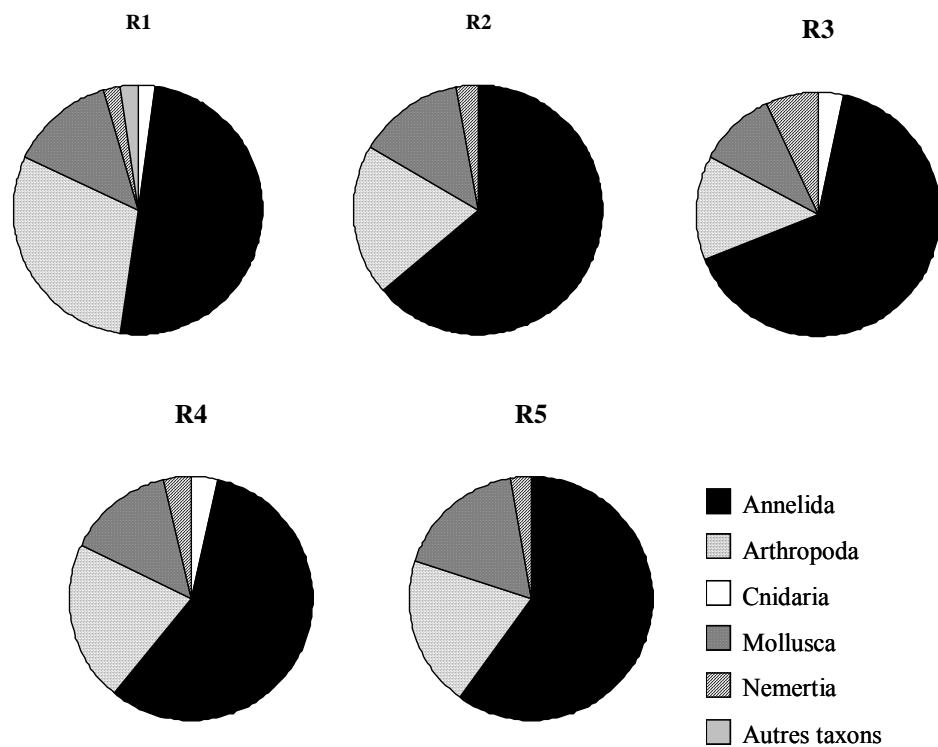 R1
R2
R3
R4
R5
Annelida
Arthropoda
Cnidaria
Mollusca
Nemertia
Autres taxons